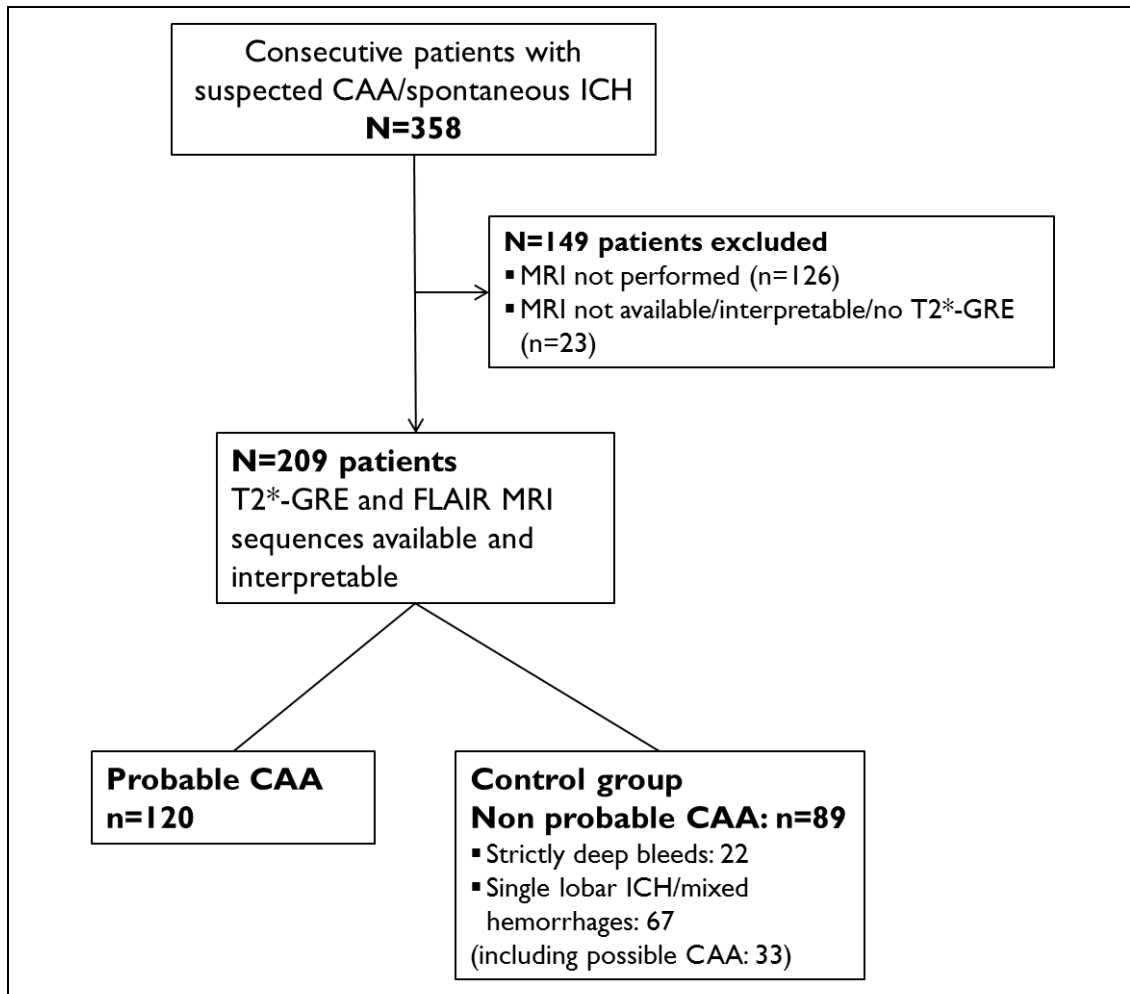 Consecutive patients with
suspected CAA/spontaneous ICH
N=358
N=149 patients excluded
▪ MRI not performed (n=126)
▪ MRI not available/interpretable/no T2*-GRE
(n=23)
N=209 patients
T2*-GRE and FLAIR MRI
sequences available and
interpretable
Probable CAA
n=120
Control group
Non probable CAA: n=89
▪ Strictly deep bleeds: 22
▪ Single lobar ICH/mixed
hemorrhages: 67
(including possible CAA: 33)